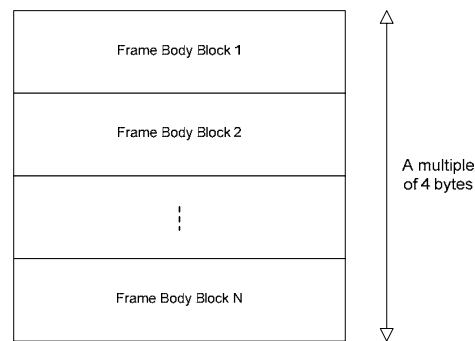 Frame Body Block 1
Frame Body Block 2
A multiple
of 4 bytes
Frame Body Block N